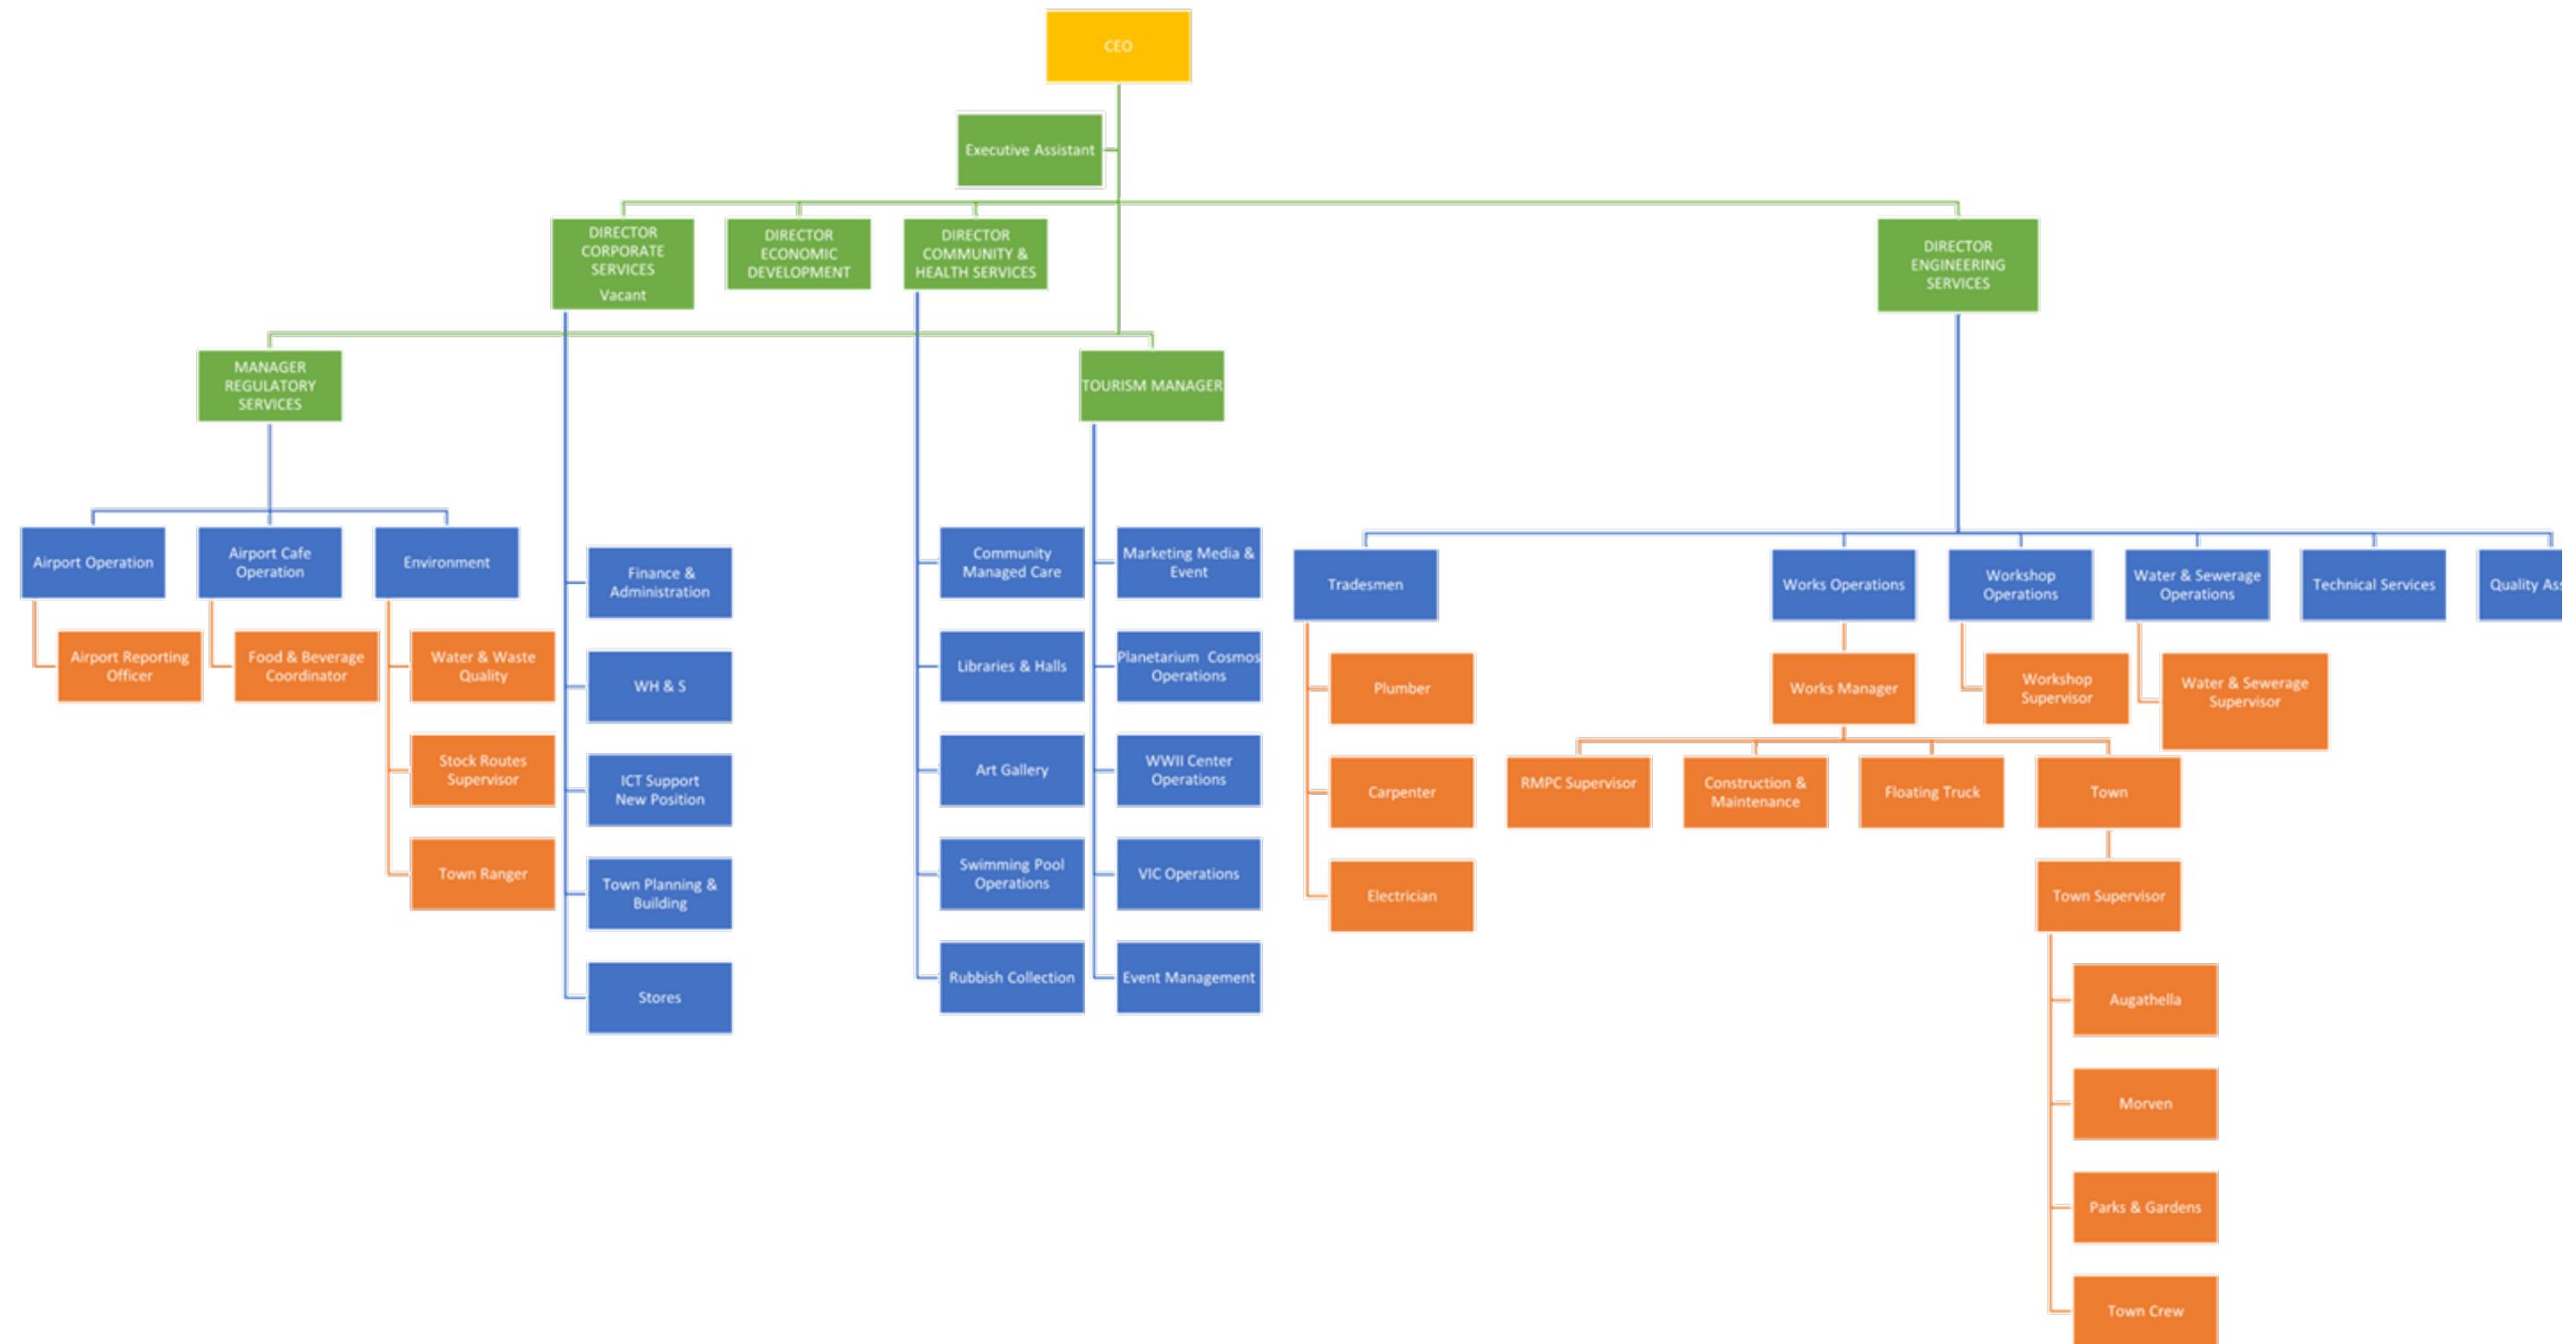 CEO
Executive Assistant
DIRECTOR
CORPORATE
SERVICES
Vacant
DIRECTOR
ECONOMIC
DEVELOPMENT
DIRECTOR
COMMUNITY &
HEALTH SERVICES
DIRECTOR
ENGINEERING
SERVICES
MANAGER
REGULATORY
SERVICES
TOURISM MANAGER
Airport Operation
Airport Reporting
Officer
Airport Cafe
Operation
Food & Beverage
Coordinator
Environment
Water & Waste
Quality
Stock Routes
Supervisor
Town Ranger
Finance &
Administration
WH & S
ICT Support
New Position
Town Planning &
Building
Stores
Community
Managed Care
Libraries & Halls
Art Gallery
Swimming Pool
Operations
Rubbish Collection
Marketing Media &
Event
Planetarium Cosmos
Operations
WWII Center
Operations
VIC Operations
Event Management
Tradesmen
Plumber
Carpenter
Electrician
Works Operations
Works Manager
RMPC Supervisor
Construction &
Maintenance
Floating Truck
Town
Town Supervisor
Augathella
Morven
Parks & Gardens
Town Crew
Workshop
Operations
Workshop
Supervisor
Water & Sewerage
Operations
Water & Sewerage
Supervisor
Technical Services
Quality